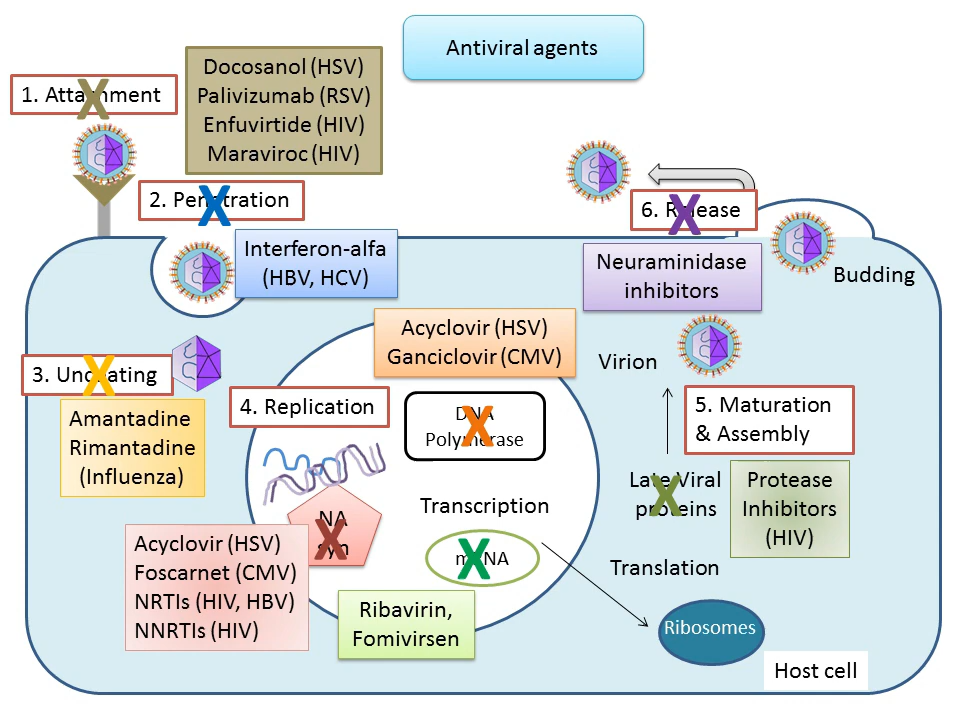 Antiviral agents
1. Attachment
Docosanol (HSV)
Palivizumab (RSV)
Enfuvirtide (HIV)
Maraviroc (HIV)
2. Penetration
Interferon-alfa
(HBV, HCV)
6. Release
Neuraminidase
inhibitors
Budding
3. Uncoating
Amantadine
Rimantadine
(Influenza)
4. Replication
Acyclovir (HSV)
Ganciclovir (CMV)
DNA
Polymerase
Virion
5. Maturation
& Assembly
Late Viral
proteins
Protease
Inhibitors
(HIV)
NA
syn
Acyclovir (HSV)
Foscarnet (CMV)
NRTIs (HIV, HBV)
NNRTIs (HIV)
Transcription
mRNA
Ribavirin,
Fomivirsen
Translation
Ribosomes
Host cell